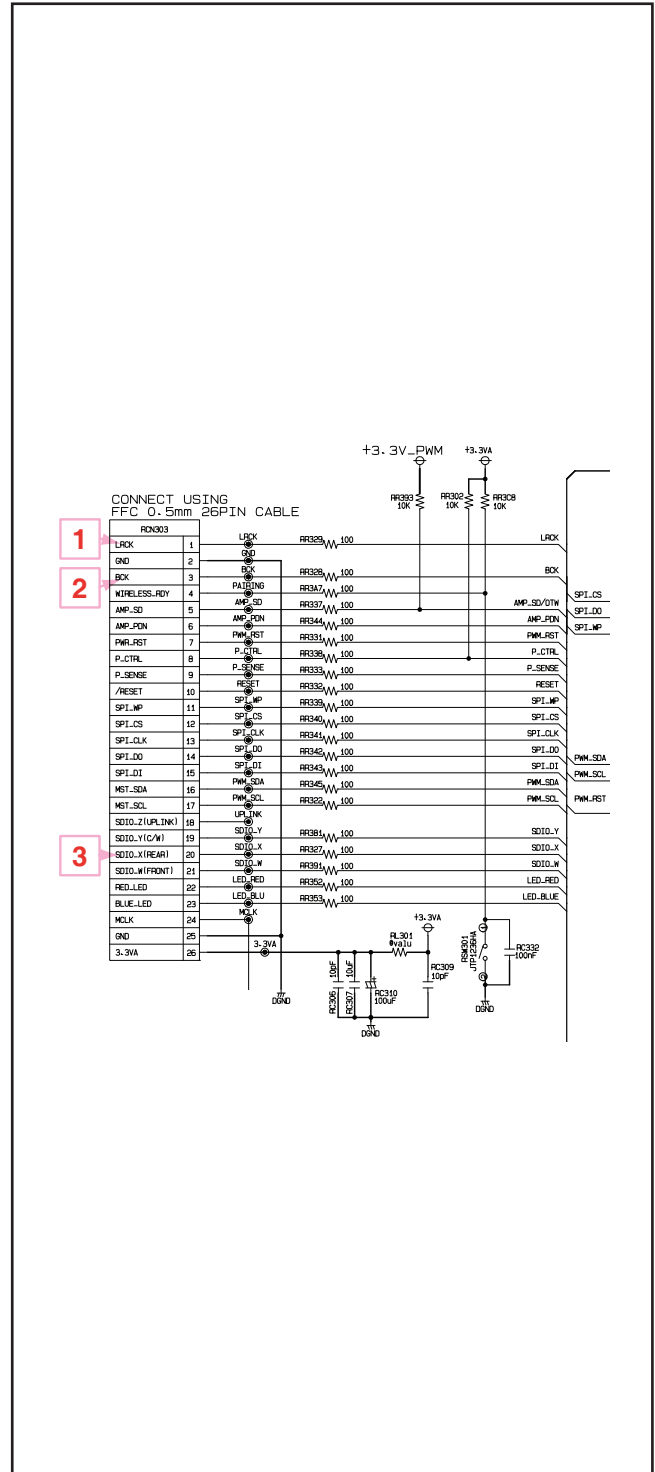 +3.3V_PWM
+3.3VA
CONNECT USING
FFC 0.5mm 26PIN CABLE
RR393
10K
RR302
10K
RR3C8
10K
RCN303
1
LRCK 1 LRCK RR329 100 LRCK
GND 2 GND
2
BCK 3 BCK RR328 100 BCK
WIRELESS_RDY 4 PAIRING RR3A7 100
SPI_CS
AMP_SD 5 AMP_SD RR337 100 AMP_SD/OTW
SPI_DO
AMP_PDN 6 AMP_PDN RR344 100 AMP_PDN
SPI_WP
PWR_RST 7 PWM_RST RR331 100 PWM_RST
P_CTRL 8 P_CTRL RR338 100 P_CTRL
P_SENSE 9 P_SENSE RR333 100 P_SENSE
/RESET 10 RESET RR332 100 RESET
SPI_WP 11 SPI_WP RR339 100 SPI_WP
SPI_CS 12 SPI_CS RR340 100 SPI_CS
SPI_CLK 13 SPI_CLK RR341 100 SPI_CLK
SPI_DO 14 SPI_DO RR342 100 SPI_DO
PWM_SDA
SPI_DI 15 SPI_DI RR343 100 SPI_DI
PWM_SCL
MST_SDA 16 PWM_SDA RR345 100 PWM_SDA
MST_SCL 17 PWM_SCL RR322 100 PWM_SCL
PWM_RST
SDIO_Z(UPLINK) 18 UPLINK
SDIO_Y(C/W) 19 SDIO_Y RR381 100 SDIO_Y
3
SDIO_X(REAR) 20 SDIO_X RR327 100 SDIO_X
SDIO_W(FRONT) 21 SDIO_W RR391 100 SDIO_W
RED_LED 22 LED_RED RR352 100 LED_RED
BLUE_LED 23 LED_BLU RR353 100 LED_BLUE
MCLK 24 MCLK
GND 25
3.3VA 26 3.3VA
+3.3VA
RL301
0valu
RC306
10pF
RC307
10uF
RC310
100uF
RC309
10pF
RSW301
JTP1236HA
1
2
RC332
100nF
DGND
DGND
DGND